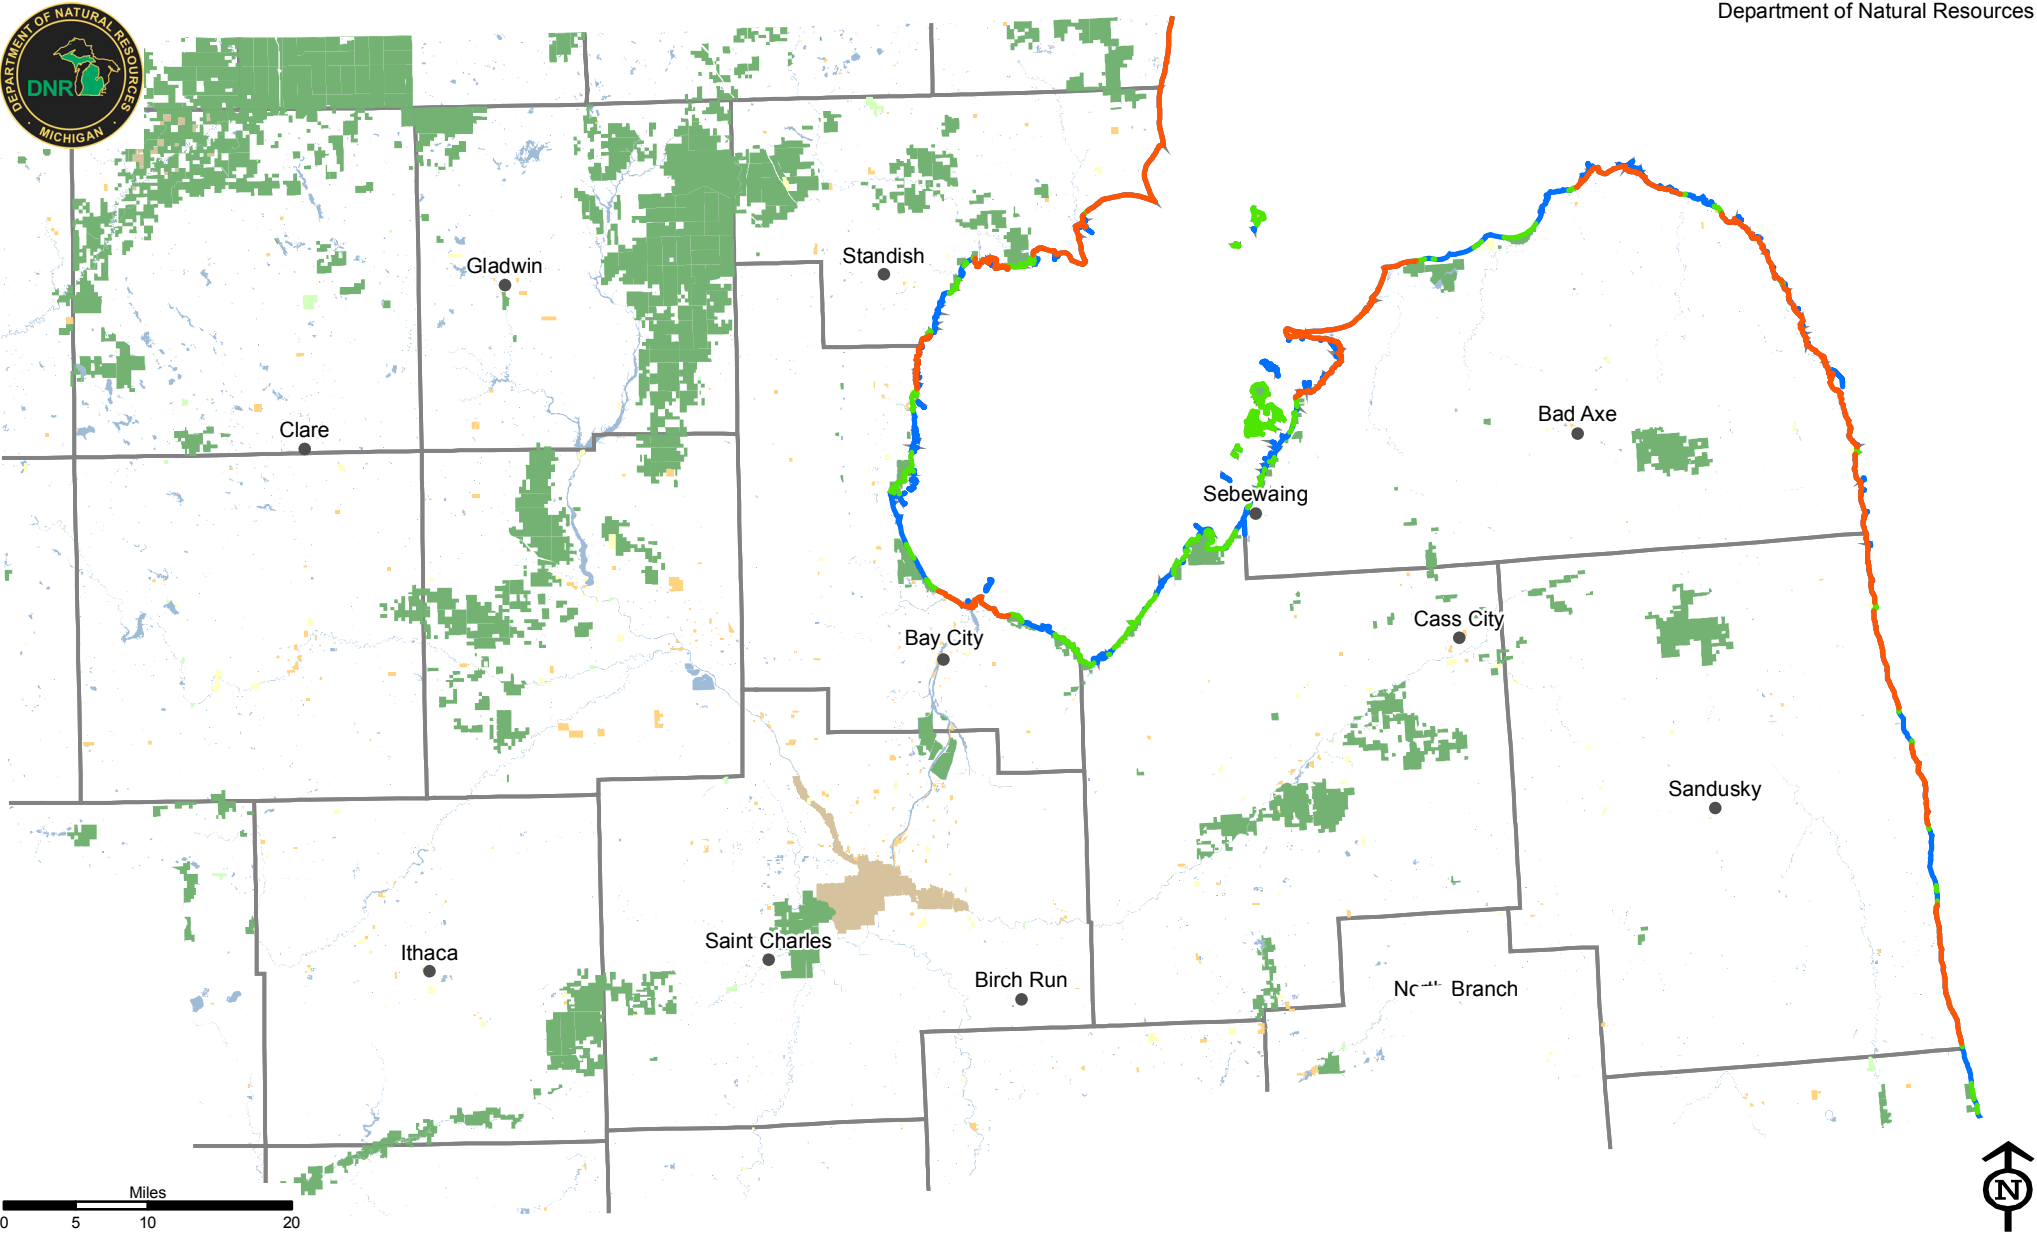 Department of Natural Resources
DEPARTMENT OF NATURAL RESOURCES
DNR
· MICHIGAN ·
Standish
Gladwin
Bad Axe
Clare
Sebewaing
Cass City
Bay City
Sandusky
Saint Charles
Ithaca
Birch Run
Branch
Miles
0 5 10 20
N